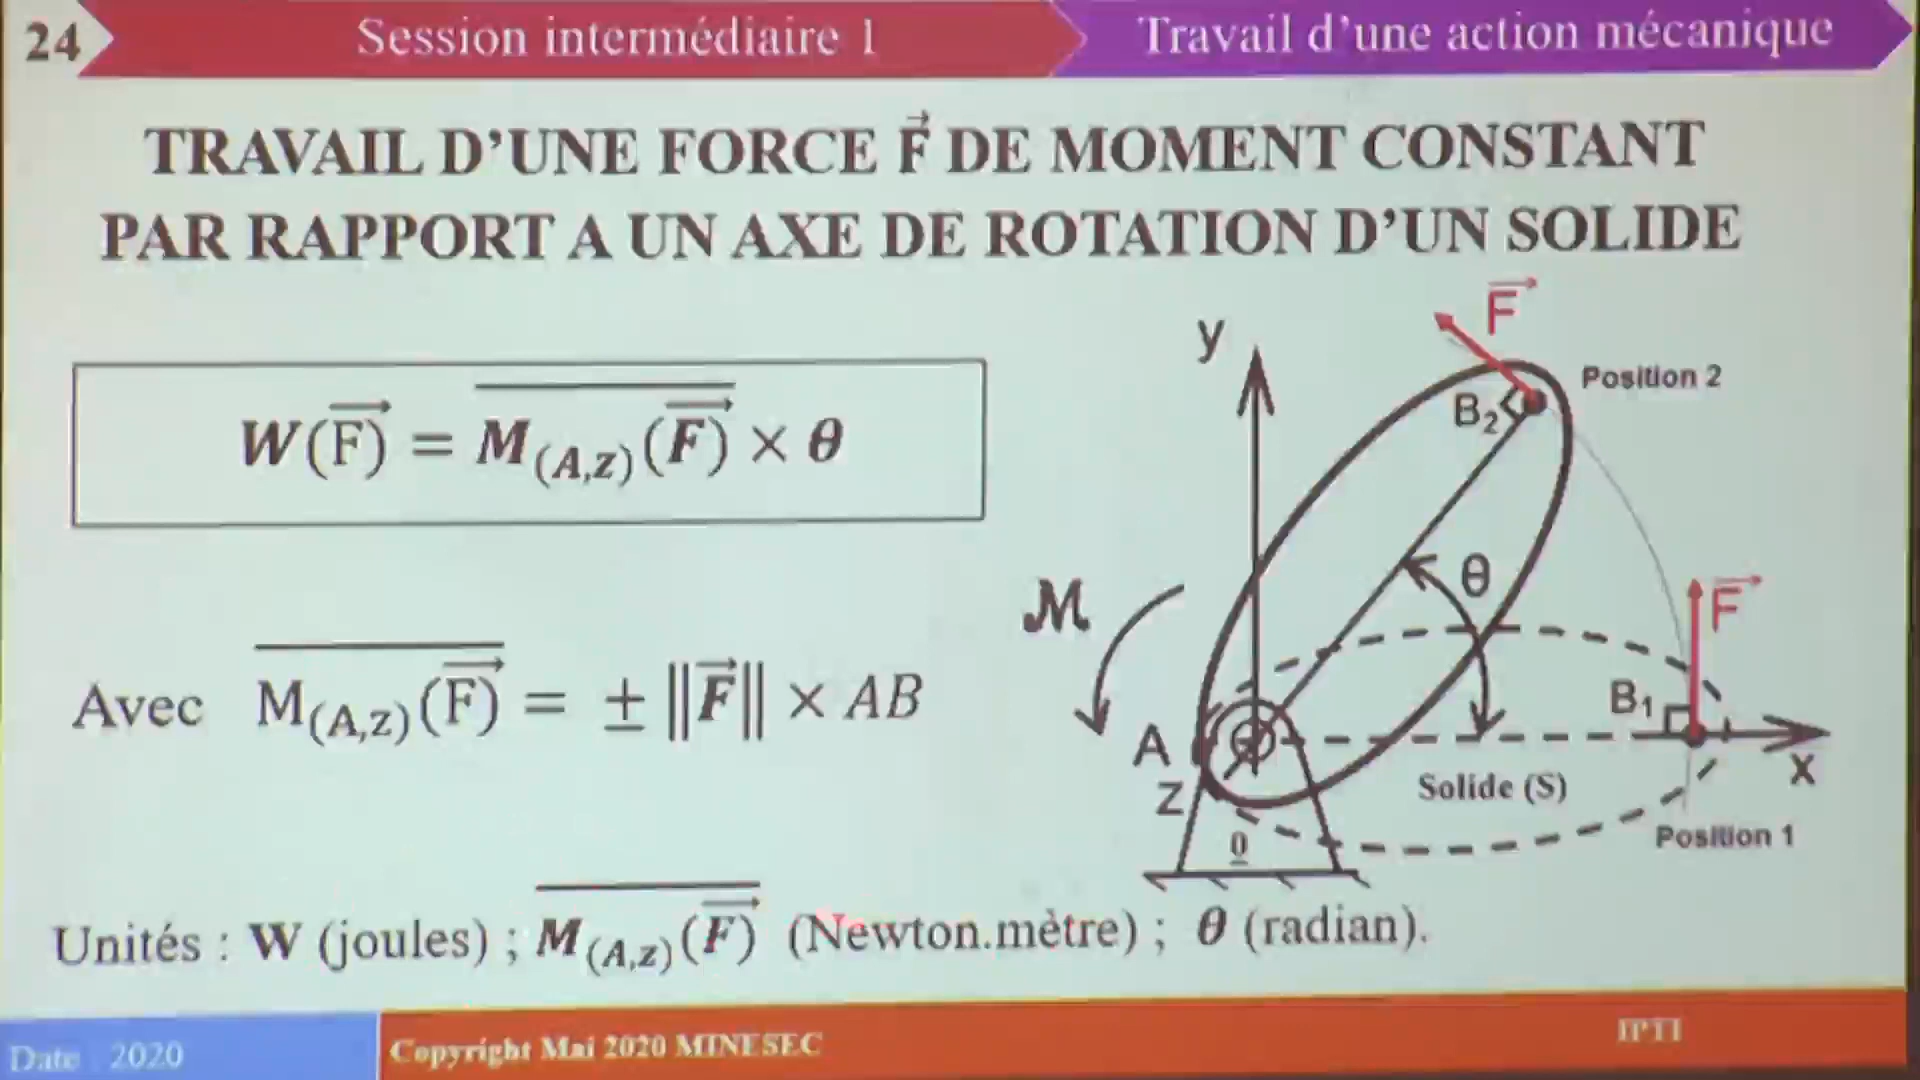 24
Session intermédiaire 1
Travail d'une action mécanique
TRAVAIL D'UNE FORCE F⃗ DE MOMENT CONSTANT
PAR RAPPORT A UN AXE DE ROTATION D'UN SOLIDE
W(F⃗) = M(A,z)(F⃗) × θ
Avec M(A,z)(F⃗) = ± ||F⃗|| × AB
y
F⃗
Position 2
B₂
θ
M
F⃗
B₁
A
Z
x
Solide (S)
Position 1
0
Unités : W (joules) ; M(A,z)(F⃗) (Newton.mètre) ; θ (radian).
Date : 2020
Copyright Mai 2020 MINESEC
IPTI